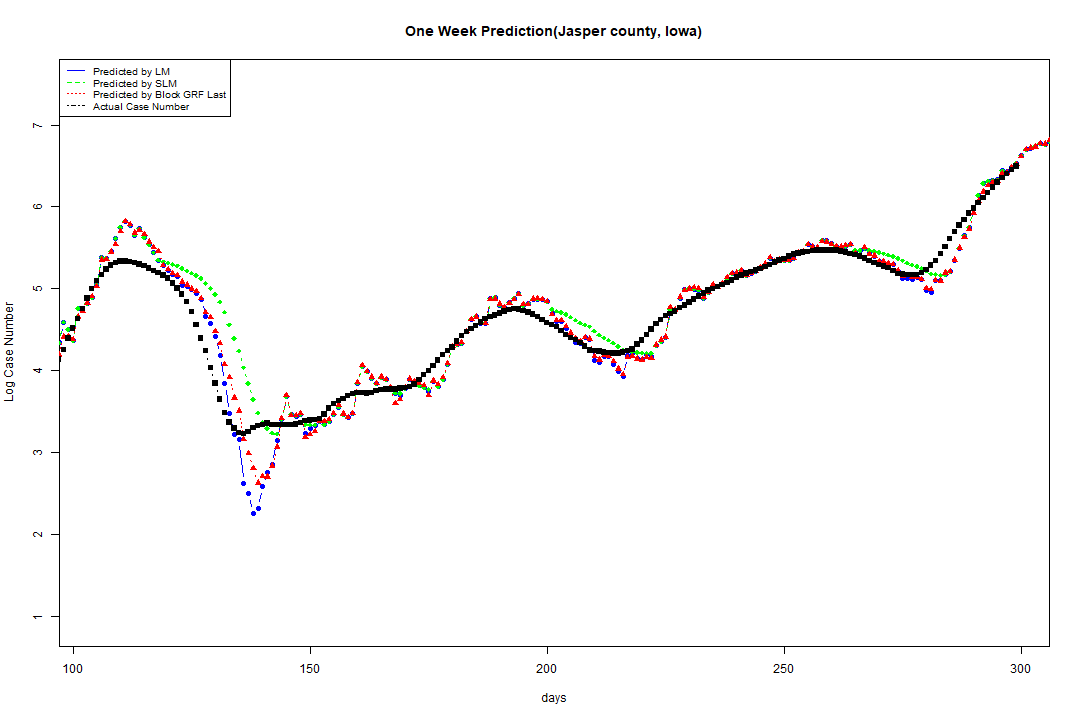 One Week Prediction(Jasper county, Iowa)
Predicted by LM
Predicted by SLM
Predicted by Block GRF Last
Actual Case Number
Log Case Number
7
6
5
4
3
2
1
100 150 200 250 300
days